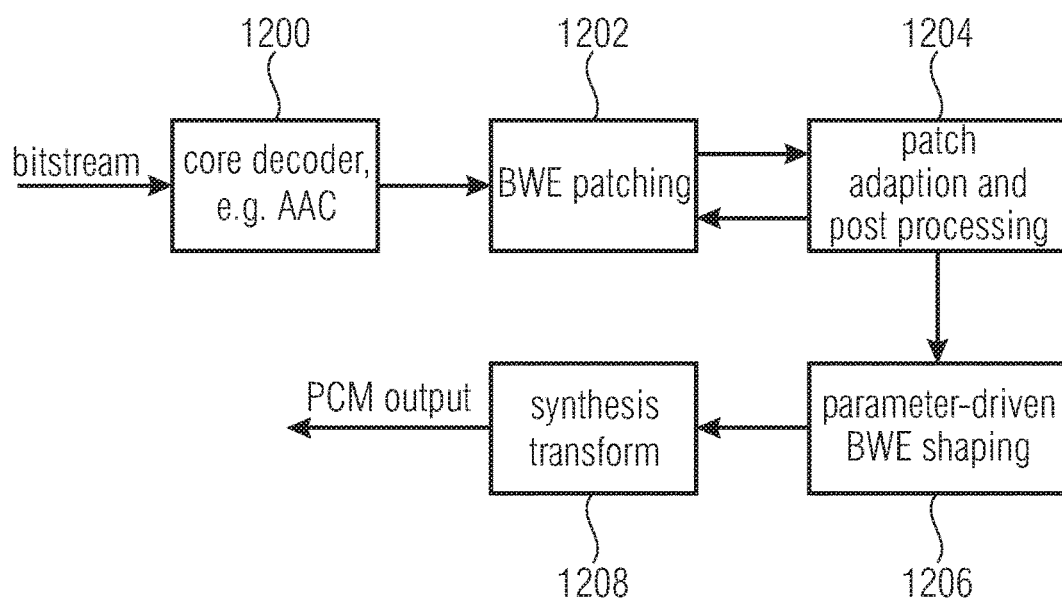 1200
1202
1204
bitstream
core decoder,
e.g. AAC
BWE patching
patch
adaption and
post processing
PCM output
synthesis
transform
parameter-driven
BWE shaping
1208
1206